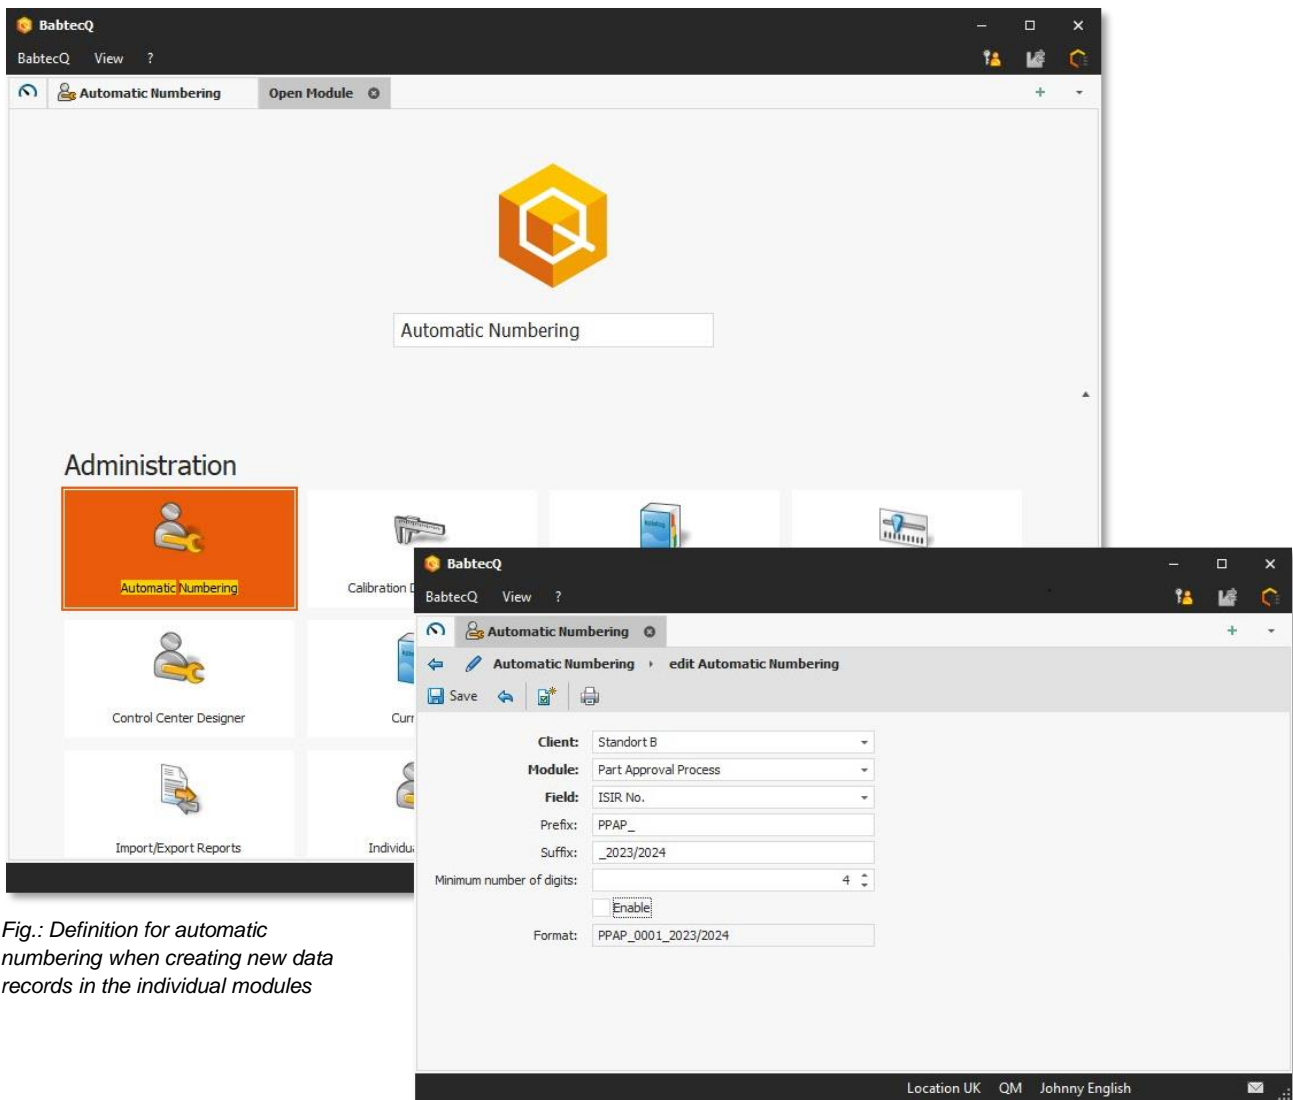 BabtecQ
BabtecQ View ?
Automatic Numbering Open Module
Automatic Numbering
Administration
Automatic Numbering
Calibration D
Control Center Designer
Curr
Import/Export Reports
Individu
BabtecQ
BabtecQ View ?
Automatic Numbering
Automatic Numbering edit Automatic Numbering
Save
Client: Standort B
Module: Part Approval Process
Field: ISIR No.
Prefix: PPAP_
Suffix: _2023/2024
Minimum number of digits: 4
Enable
Format: PPAP_0001_2023/2024
Location UK QM Johnny English
Fig.: Definition for automatic
numbering when creating new data
records in the individual modules